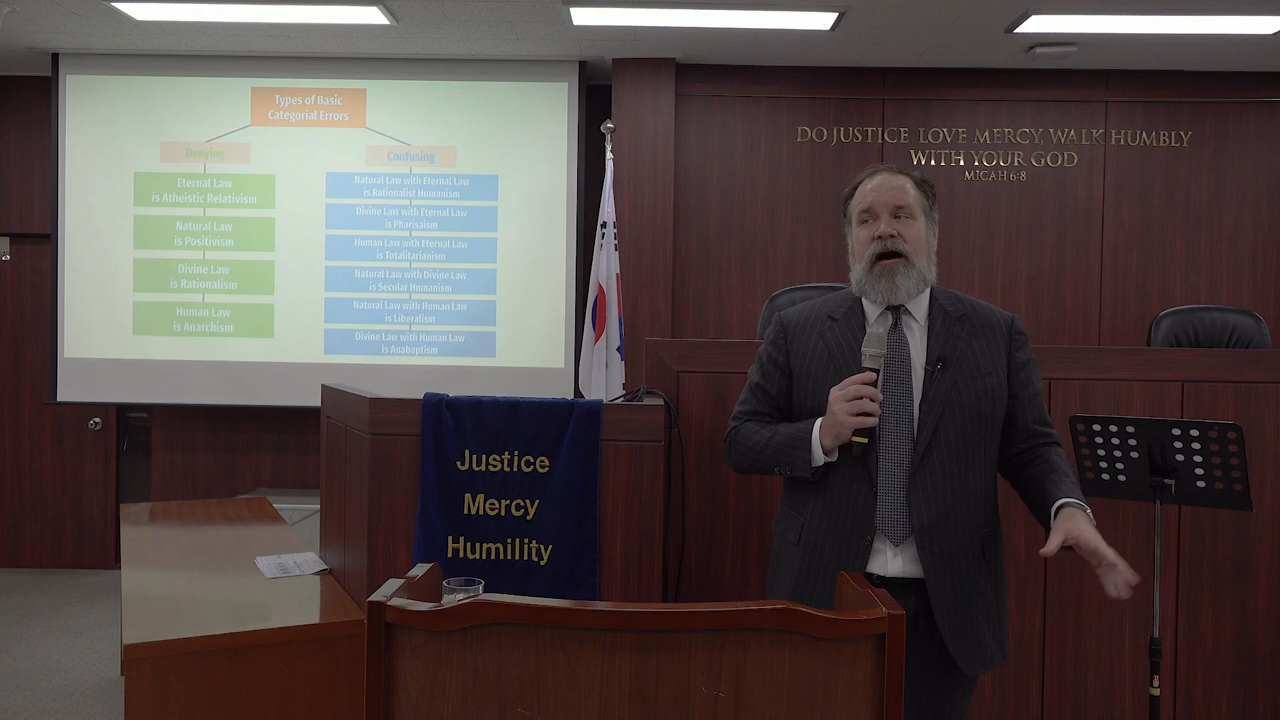 Types of Basic
Categorial Errors
Denying
Eternal Law
is Atheistic Relativism
Natural Law
is Positivism
Divine Law
is Rationalism
Human Law
is Anarchism
Confusing
Natural Law with Eternal Law
is Rationalist Humanism
Divine Law with Eternal Law
is Pharisaism
Human Law with Eternal Law
is Totalitarianism
Natural Law with Divine Law
is Secular Humanism
Natural Law with Human Law
is Liberalism
Divine Law with Human Law
is Anabaptism
DO JUSTICE LOVE MERCY, WALK HUMBLY
WITH YOUR GOD
MICAH 6:8
Justice
Mercy
Humility